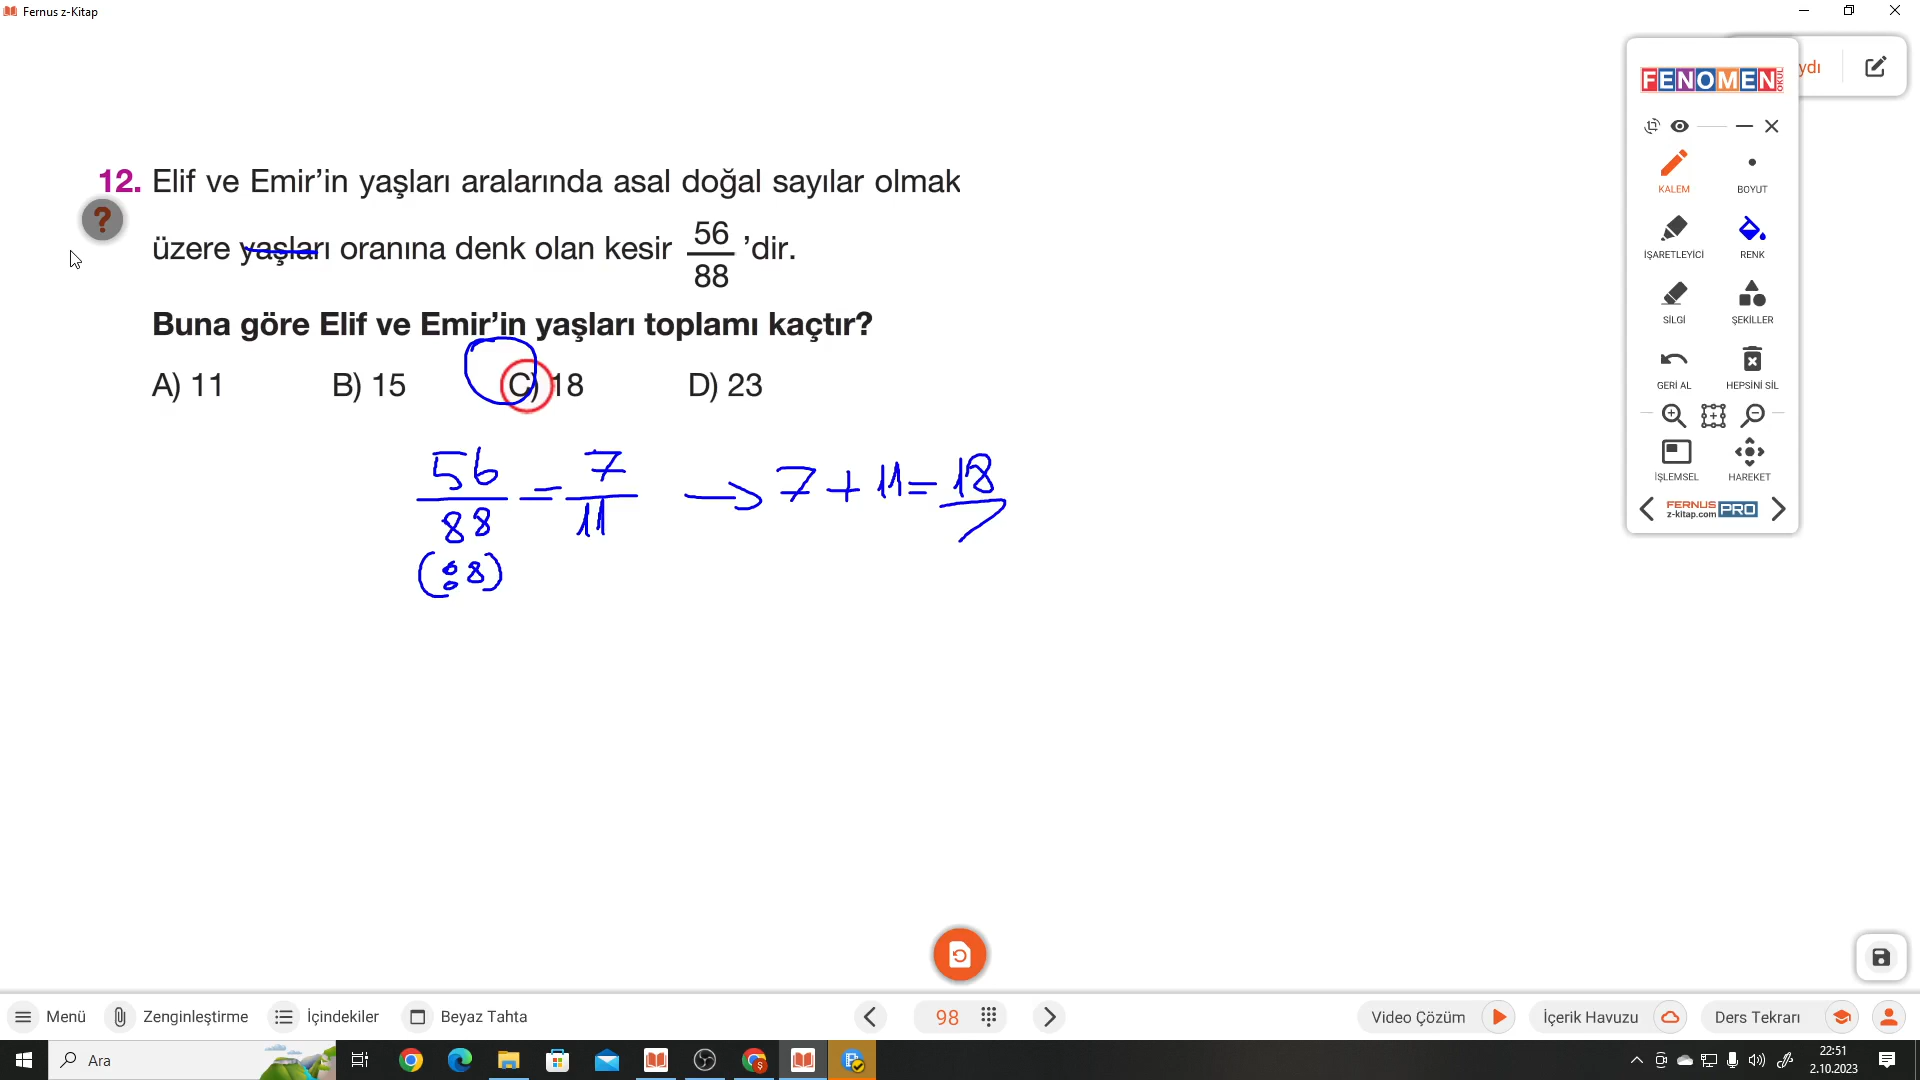 Fernus z-Kitap
FENOMEN OKUL
ydı
KALEM
BOYUT
İŞARETLEYİCİ
RENK
SİLGİ
ŞEKİLLER
GERİ AL
HEPSİNİ SİL
İŞLEMSEL
HAREKET
FERNUS
z-kitap.com PRO
12. Elif ve Emir’in yaşları aralarında asal doğal sayılar olmak
üzere yaşları oranına denk olan kesir 56/88 ’dir.
Buna göre Elif ve Emir’in yaşları toplamı kaçtır?
A) 11 B) 15 C) 18 D) 23
56/88 = 7/11 → 7 + 11 = 18
(:8)
Menü Zenginleştirme İçindekiler Beyaz Tahta 98 Video Çözüm İçerik Havuzu Ders Tekrarı
Ara
22:51
2.10.2023